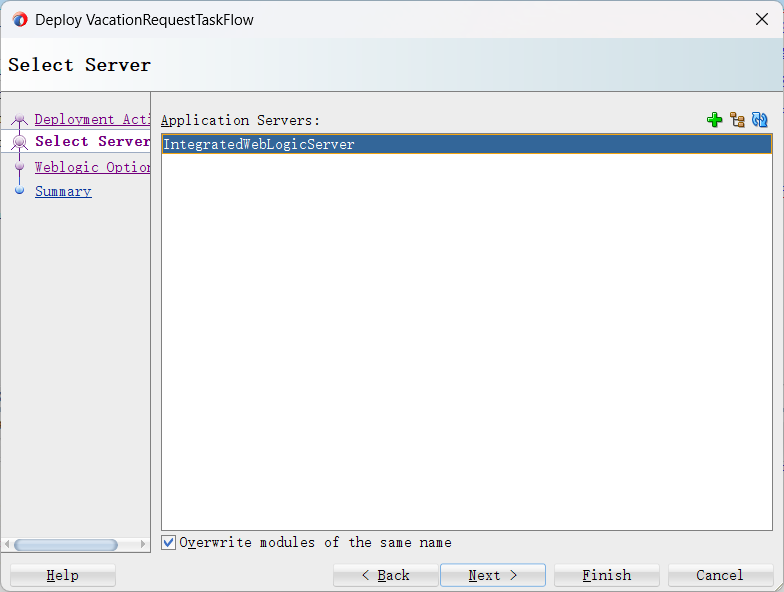 Deploy VacationRequestTaskFlow
Select Server
Deployment Acti
Select Server
Weblogic Option
Summary
Application Servers:
IntegratedWebLogicServer
Overwrite modules of the same name
Help
< Back
Next >
Finish
Cancel